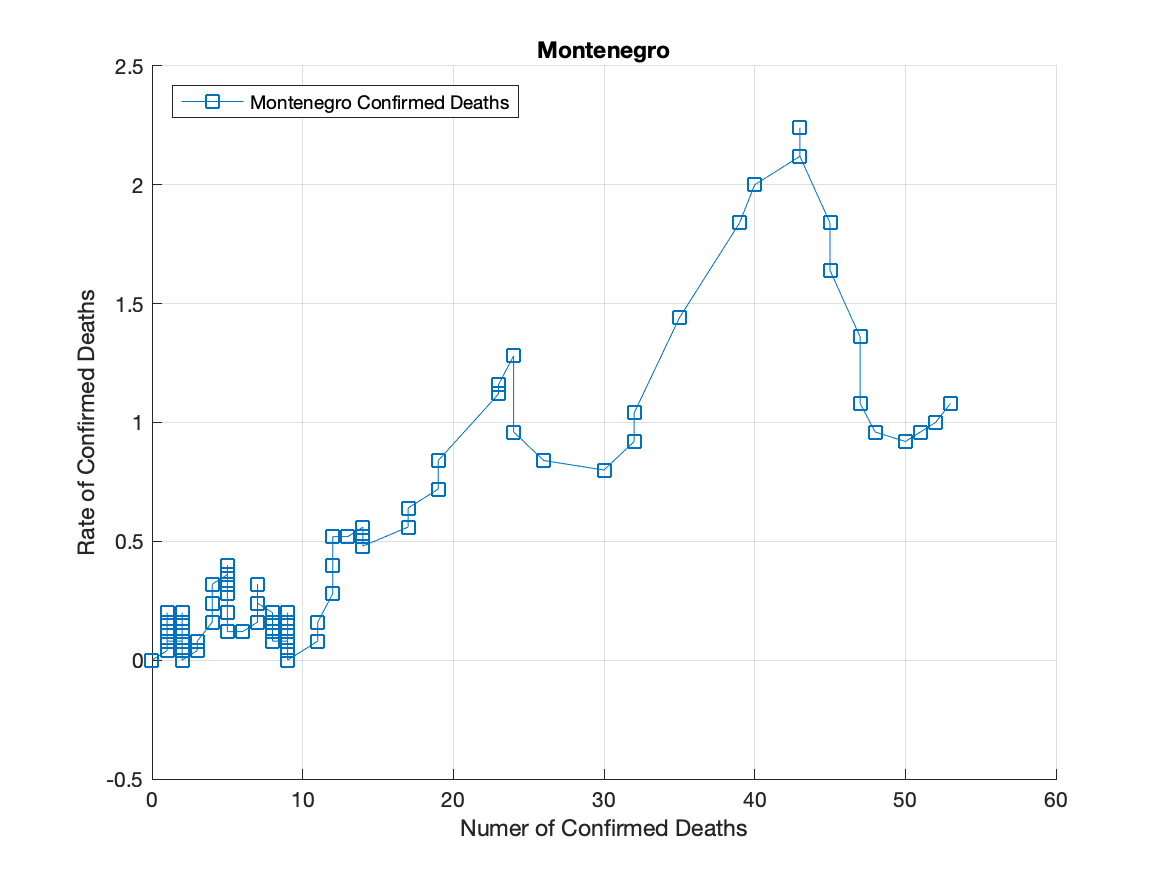 Montenegro
2.5
Montenegro Confirmed Deaths
2
1.5
Rate of Confirmed Deaths
1
0.5
0
-0.5
0 10 20 30 40 50 60
Numer of Confirmed Deaths